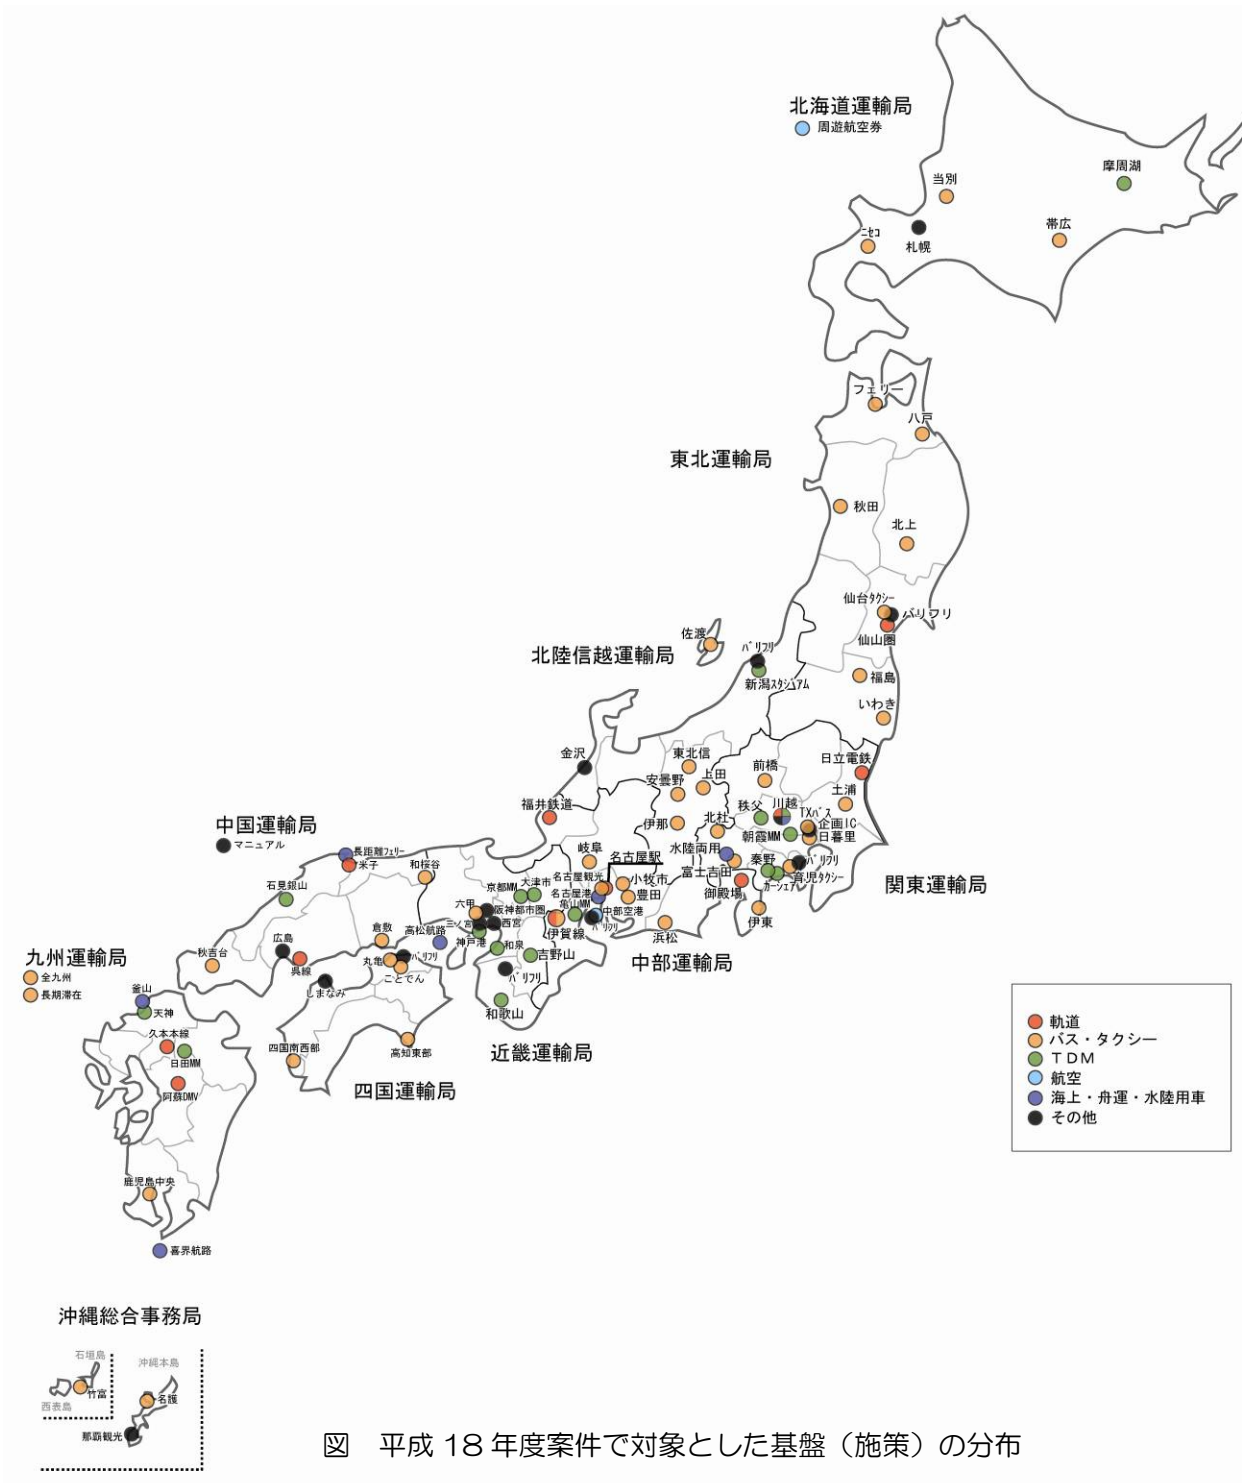 北海道運輸局
周遊航空券
摩周湖
当別
帯広
ﾆｾｺ
札幌
フェリー
八戸
東北運輸局
秋田
北上
仙台ﾀｸｼｰ
バリフリ
仙山圏
佐渡
北陸信越運輸局
ﾊﾞﾘﾌﾘ
新潟ｽﾀｼﾞｱﾑ
福島
いわき
金沢
東北信
日立電鉄
前橋
安曇野
上田
土浦
福井鉄道
秩父
川越
TXﾊﾞｽ
中国運輸局
マニュアル
伊那
北杜
企画IC
朝霞MM
日暮里
長距離ﾌｪﾘｰ
米子
和桜谷
岐阜
名古屋駅
水陸両用
秦野
ﾊﾞﾘﾌﾘ
石見銀山
京都MM
大津市
名古屋観光
小牧市
富士吉田
ｶｰｼｪｱ
育児ﾀｸｼｰ
関東運輸局
六甲
阪神都市圏
名古屋港
亀山MM
中部空港
豊田
御殿場
三ノ宮
西宮
伊賀線
ﾊﾞﾘﾌﾘ
浜松
伊東
広島
倉敷
高松航路
神戸港
和泉
吉野山
中部運輸局
九州運輸局
全九州
長期滞在
秋吉台
呉線
丸亀
ﾊﾞﾘﾌﾘ
ことでん
ﾊﾞﾘﾌﾘ
釜山
しまなみ
天神
和歌山
久本本線
日田MM
四国南西部
高知東部
近畿運輸局
阿蘇DMV
四国運輸局
軌道
バス・タクシー
ＴＤＭ
航空
海上・舟運・水陸用車
その他
鹿児島中央
喜界航路
沖縄総合事務局
石垣島
沖縄本島
竹富
名護
西表島
那覇観光
図　平成 18 年度案件で対象とした基盤（施策）の分布